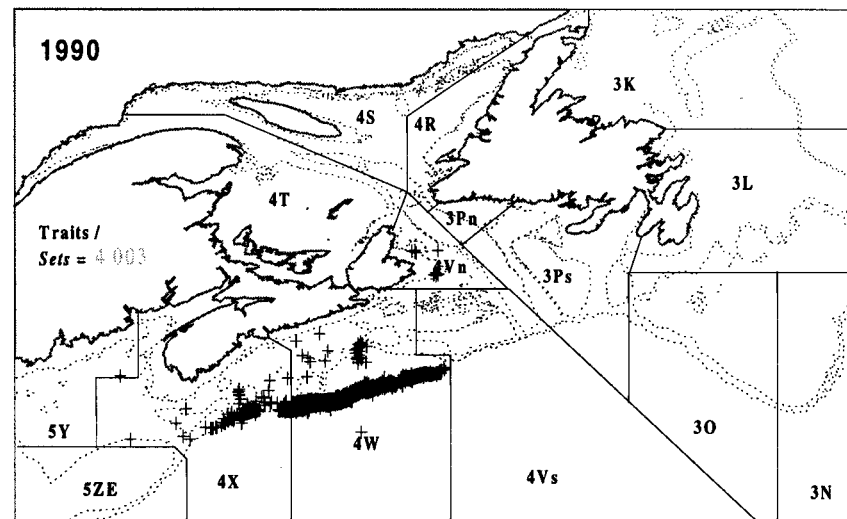 1990
3K
4S
4R
3L
4T
3Pn
Traits /
Sets = 4 003
4Vn
3Ps
5Y
4W
3O
5ZE
4X
4Vs
3N